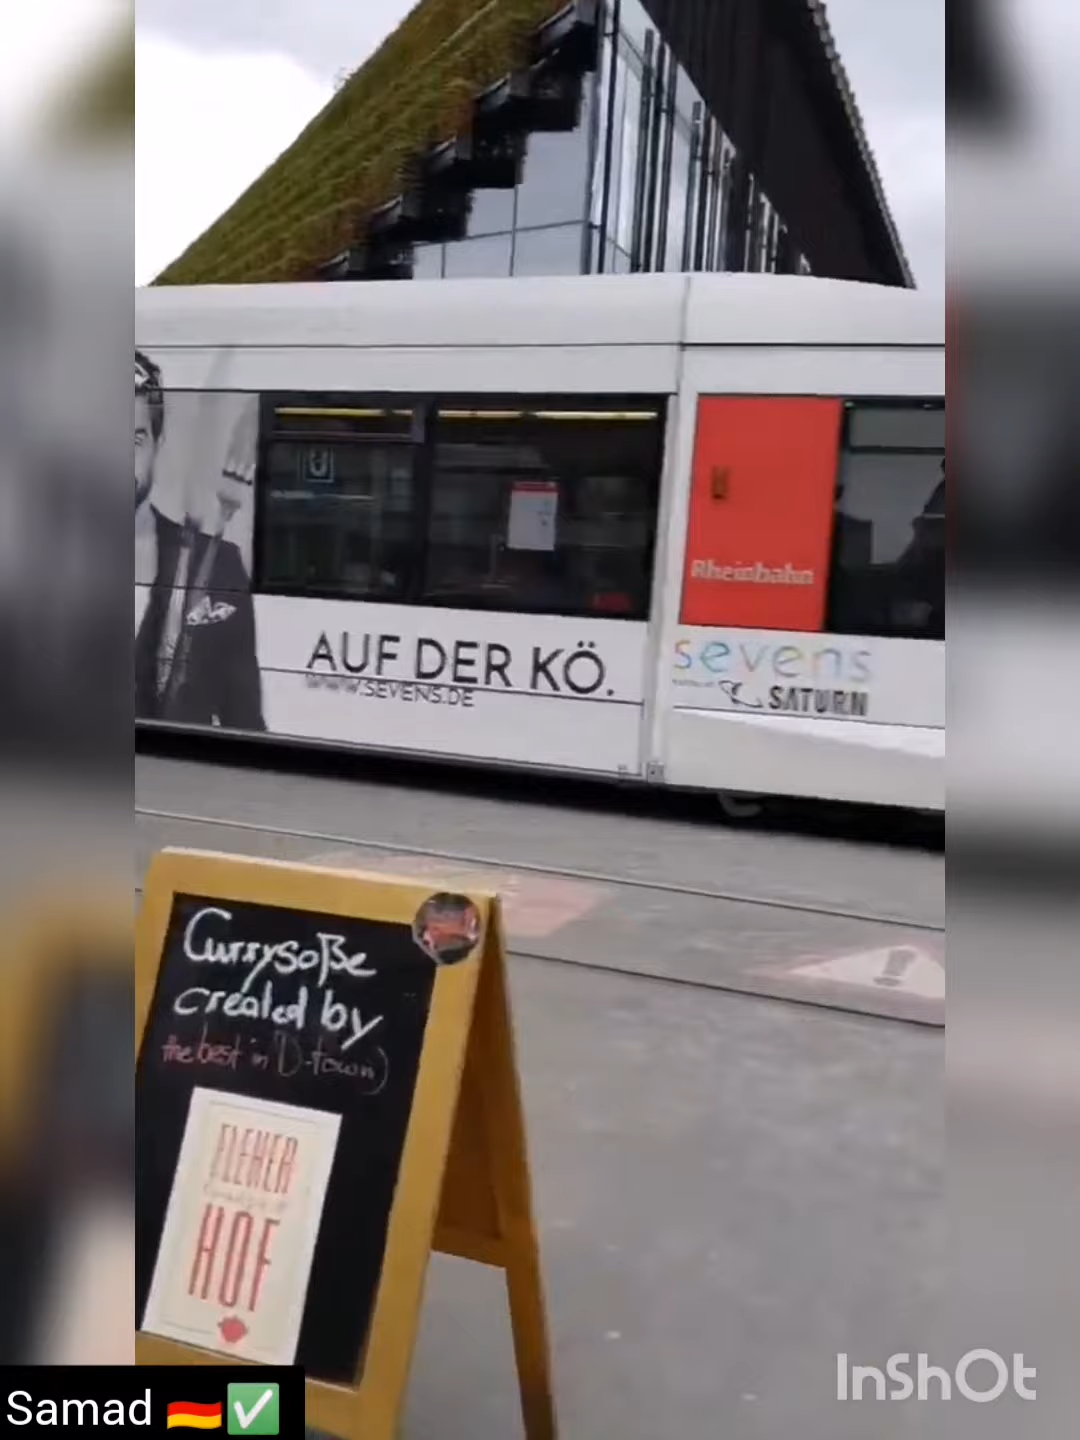 Rheinbahn
AUF DER KÖ.
WWW.SEVENS.DE
sevens
SATURN
Currysoße
created by
the best in D-town)
FLEHER
HOF
Samad 🇩🇪✅
InShOt